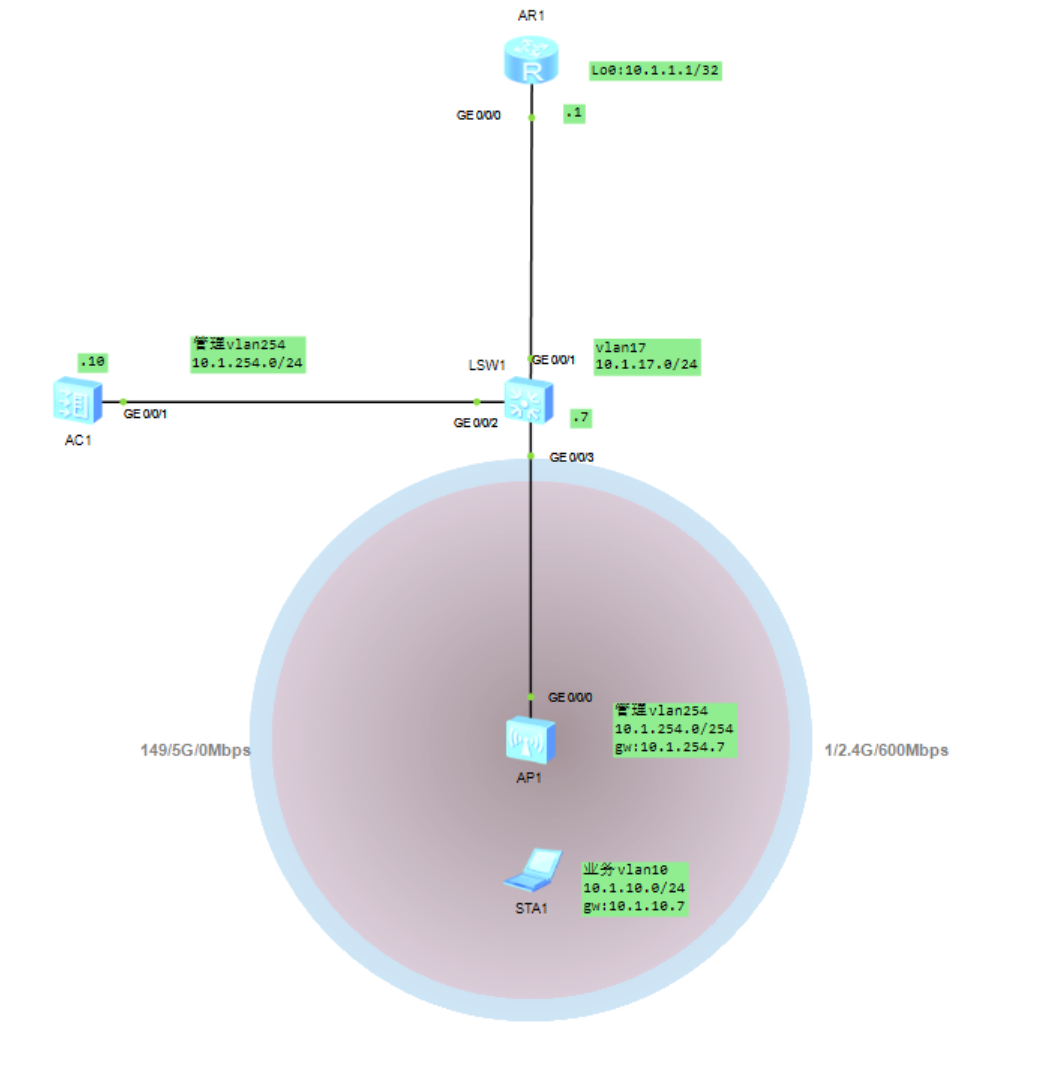 AR1
R
Lo0:10.1.1.1/32
GE 0/0/0
.1
管理vlan254
10.1.254.0/24
.10
GE 0/0/1
AC1
LSW1
GE 0/0/1
vlan17
10.1.17.0/24
GE 0/0/2
.7
GE 0/0/3
GE 0/0/0
管理vlan254
10.1.254.0/254
gw:10.1.254.7
149/5G/0Mbps
1/2.4G/600Mbps
AP1
业务vlan10
10.1.10.0/24
gw:10.1.10.7
STA1